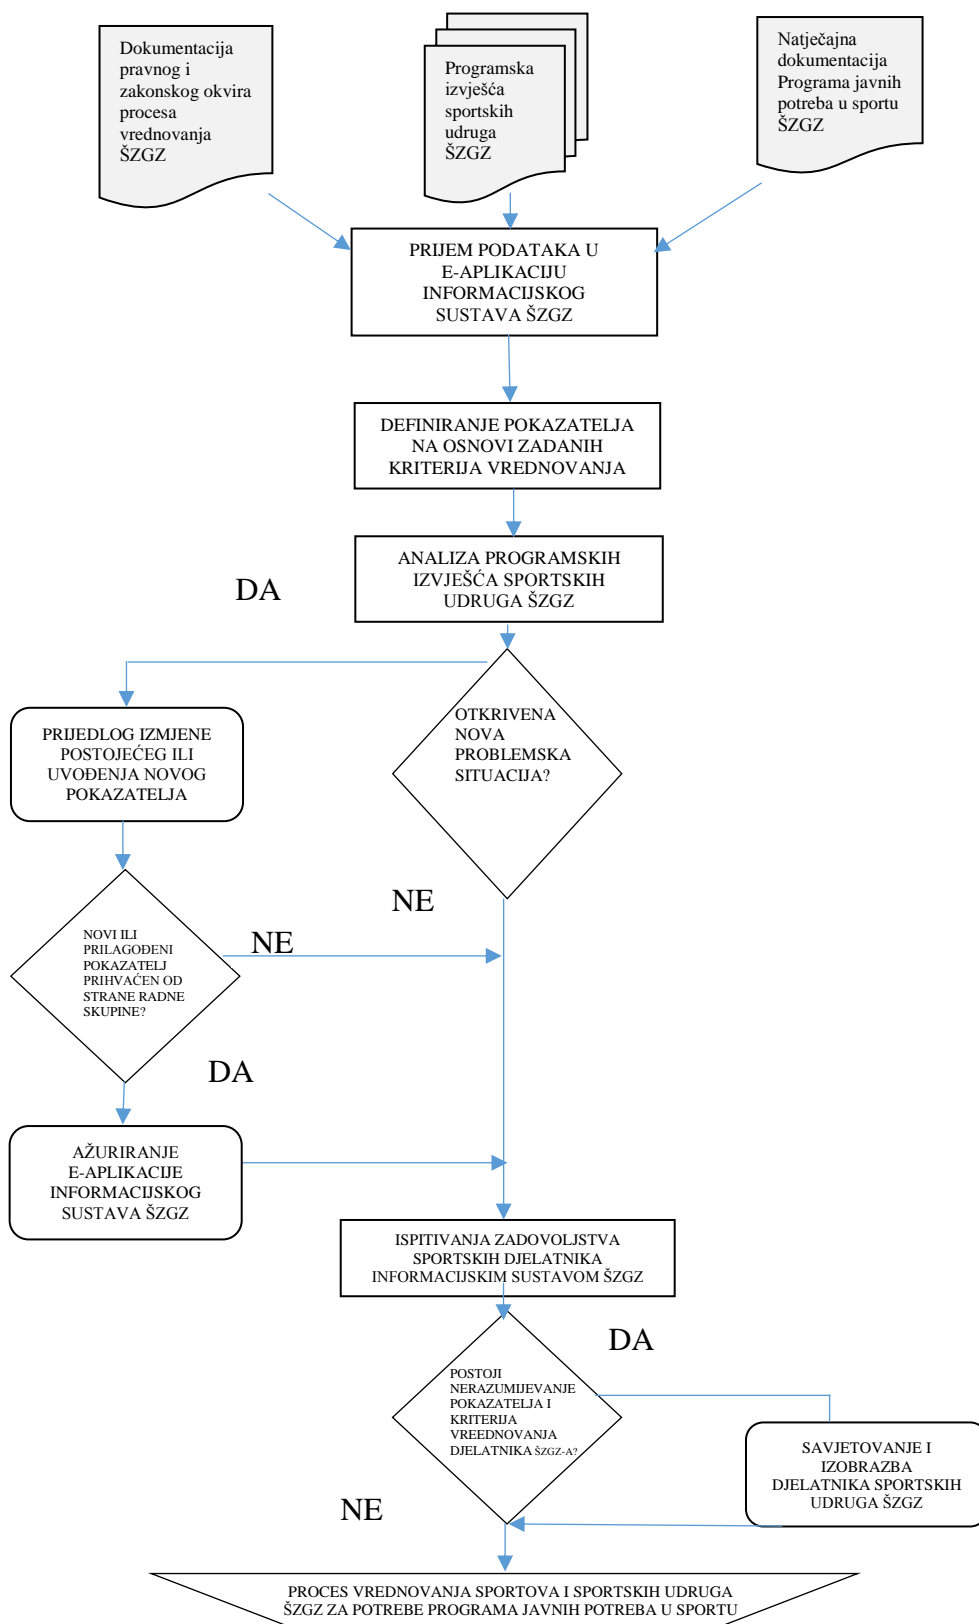 Dokumentacija
pravnog i
zakonskog okvira
procesa
vrednovanja
ŠZGZ
Programska
izvješća
sportskih
udruga
ŠZGZ
Natječajna
dokumentacija
Programa javnih
potreba u sportu
ŠZGZ
PRIJEM PODATAKA U
E-APLIKACIJU
INFORMACIJSKOG
SUSTAVA ŠZGZ
DEFINIRANJE POKAZATELJA
NA OSNOVI ZADANIH
KRITERIJA VREDNOVANJA
ANALIZA PROGRAMSKIH
IZVJEŠĆA SPORTSKIH
UDRUGA ŠZGZ
DA
OTKRIVENA
NOVA
PROBLEMSKA
SITUACIJA?
PRIJEDLOG IZMJENE
POSTOJEĆEG ILI
UVOĐENJA NOVOG
POKAZATELJA
NE
NOVI ILI
PRILAGOĐENI
POKAZATELJ
PRIHVAĆEN OD
STRANE RADNE
SKUPINE?
NE
DA
AŽURIRANJE
E-APLIKACIJE
INFORMACIJSKOG
SUSTAVA ŠZGZ
ISPITIVANJA ZADOVOLJSTVA
SPORTSKIH DJELATNIKA
INFORMACIJSKIM SUSTAVOM ŠZGZ
DA
POSTOJI
NERAZUMIJEVANJE
POKAZATELJA I
KRITERIJA
VREEDNOVANJA
DJELATNIKA ŠZGZ-A?
SAVJETOVANJE I
IZOBRAZBA
DJELATNIKA SPORTSKIH
UDRUGA ŠZGZ
NE
PROCES VREDNOVANJA SPORTOVA I SPORTSKIH UDRUGA
ŠZGZ ZA POTREBE PROGRAMA JAVNIH POTREBA U SPORTU